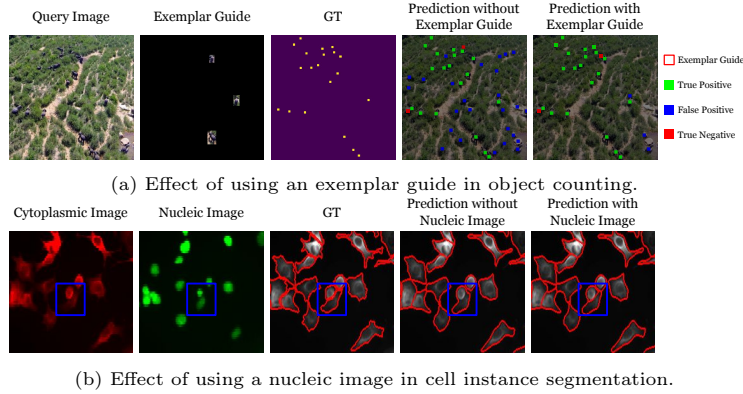 Query Image
Exemplar Guide
GT
Prediction without
Exemplar Guide
Prediction with
Exemplar Guide
Exemplar Guide
True Positive
False Positive
True Negative
(a) Effect of using an exemplar guide in object counting.
Cytoplasmic Image
Nucleic Image
GT
Prediction without
Nucleic Image
Prediction with
Nucleic Image
(b) Effect of using a nucleic image in cell instance segmentation.